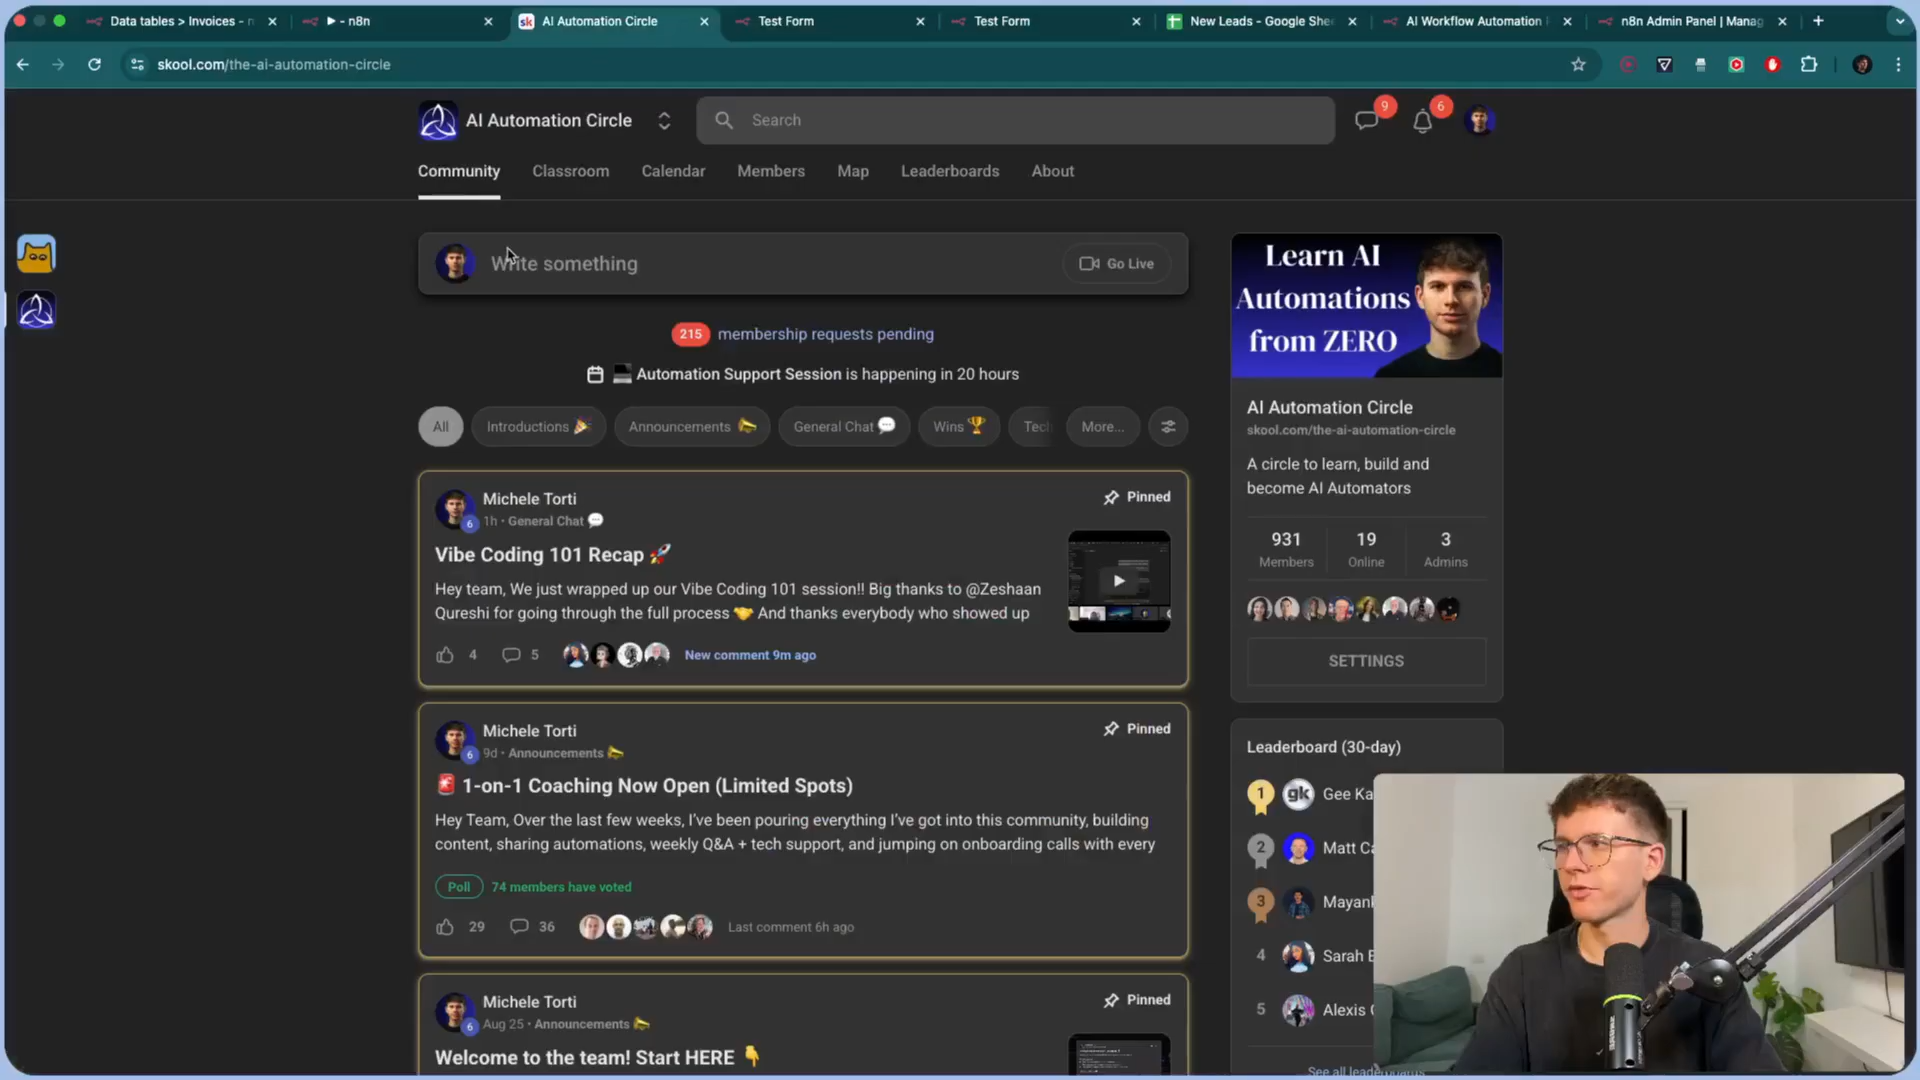 Data tables > Invoices - n
▶ - n8n
sk AI Automation Circle
Test Form
Test Form
New Leads - Google She
AI Workflow Automation
n8n Admin Panel | Manag
skool.com/the-ai-automation-circle
AI Automation Circle
Search
9
6
Community
Classroom
Calendar
Members
Map
Leaderboards
About
Write something
Go Live
215 membership requests pending
Automation Support Session is happening in 20 hours
All
Introductions 🎉
Announcements 📣
General Chat 💬
Wins 🏆
Tech
More...
Michele Torti
Pinned
6
1h • General Chat 💬
Vibe Coding 101 Recap 🚀
Hey team, We just wrapped up our Vibe Coding 101 session!! Big thanks to @Zeshaan
Qureshi for going through the full process 🤝 And thanks everybody who showed up
4
5
New comment 9m ago
Michele Torti
Pinned
6
9d • Announcements 📣
🚨 1-on-1 Coaching Now Open (Limited Spots)
Hey Team, Over the last few weeks, I've been pouring everything I've got into this community, building
content, sharing automations, weekly Q&A + tech support, and jumping on onboarding calls with every
Poll
74 members have voted
29
36
Last comment 6h ago
Michele Torti
Pinned
6
Aug 25 • Announcements 📣
Welcome to the team! Start HERE 👇
Learn AI
Automations
from ZERO
AI Automation Circle
skool.com/the-ai-automation-circle
A circle to learn, build and
become AI Automators
931
Members
19
Online
3
Admins
SETTINGS
Leaderboard (30-day)
1 gk Gee Ka
2 Matt Ca
3 Mayank
4 Sarah E
5 Alexis
See all leaderboards